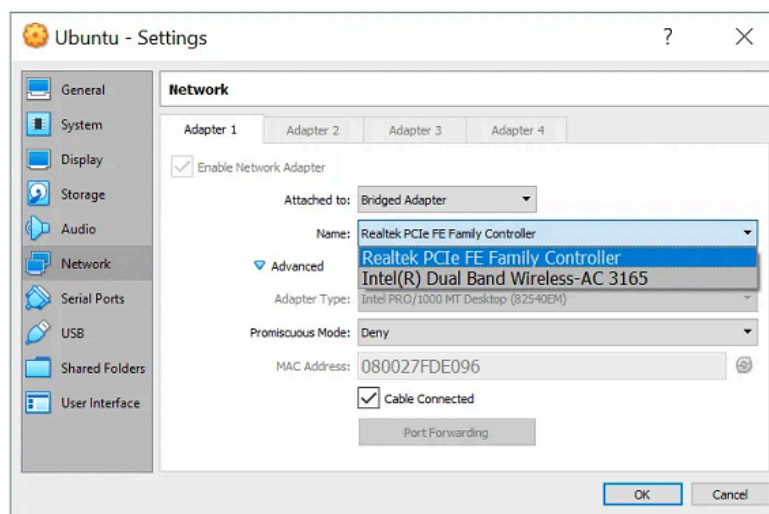 Ubuntu - Settings ?
General
System
Display
Storage
Audio
Network
Serial Ports
USB
Shared Folders
User Interface
Network
Adapter 1 Adapter 2 Adapter 3 Adapter 4
Enable Network Adapter
Attached to: Bridged Adapter
Name: Realtek PCIe FE Family Controller
Realtek PCIe FE Family Controller
Intel(R) Dual Band Wireless-AC 3165
Advanced
Adapter Type: Intel PRO/1000 MT Desktop (82540EM)
Promiscuous Mode: Deny
MAC Address: 080027FDE096
Cable Connected
Port Forwarding
OK Cancel